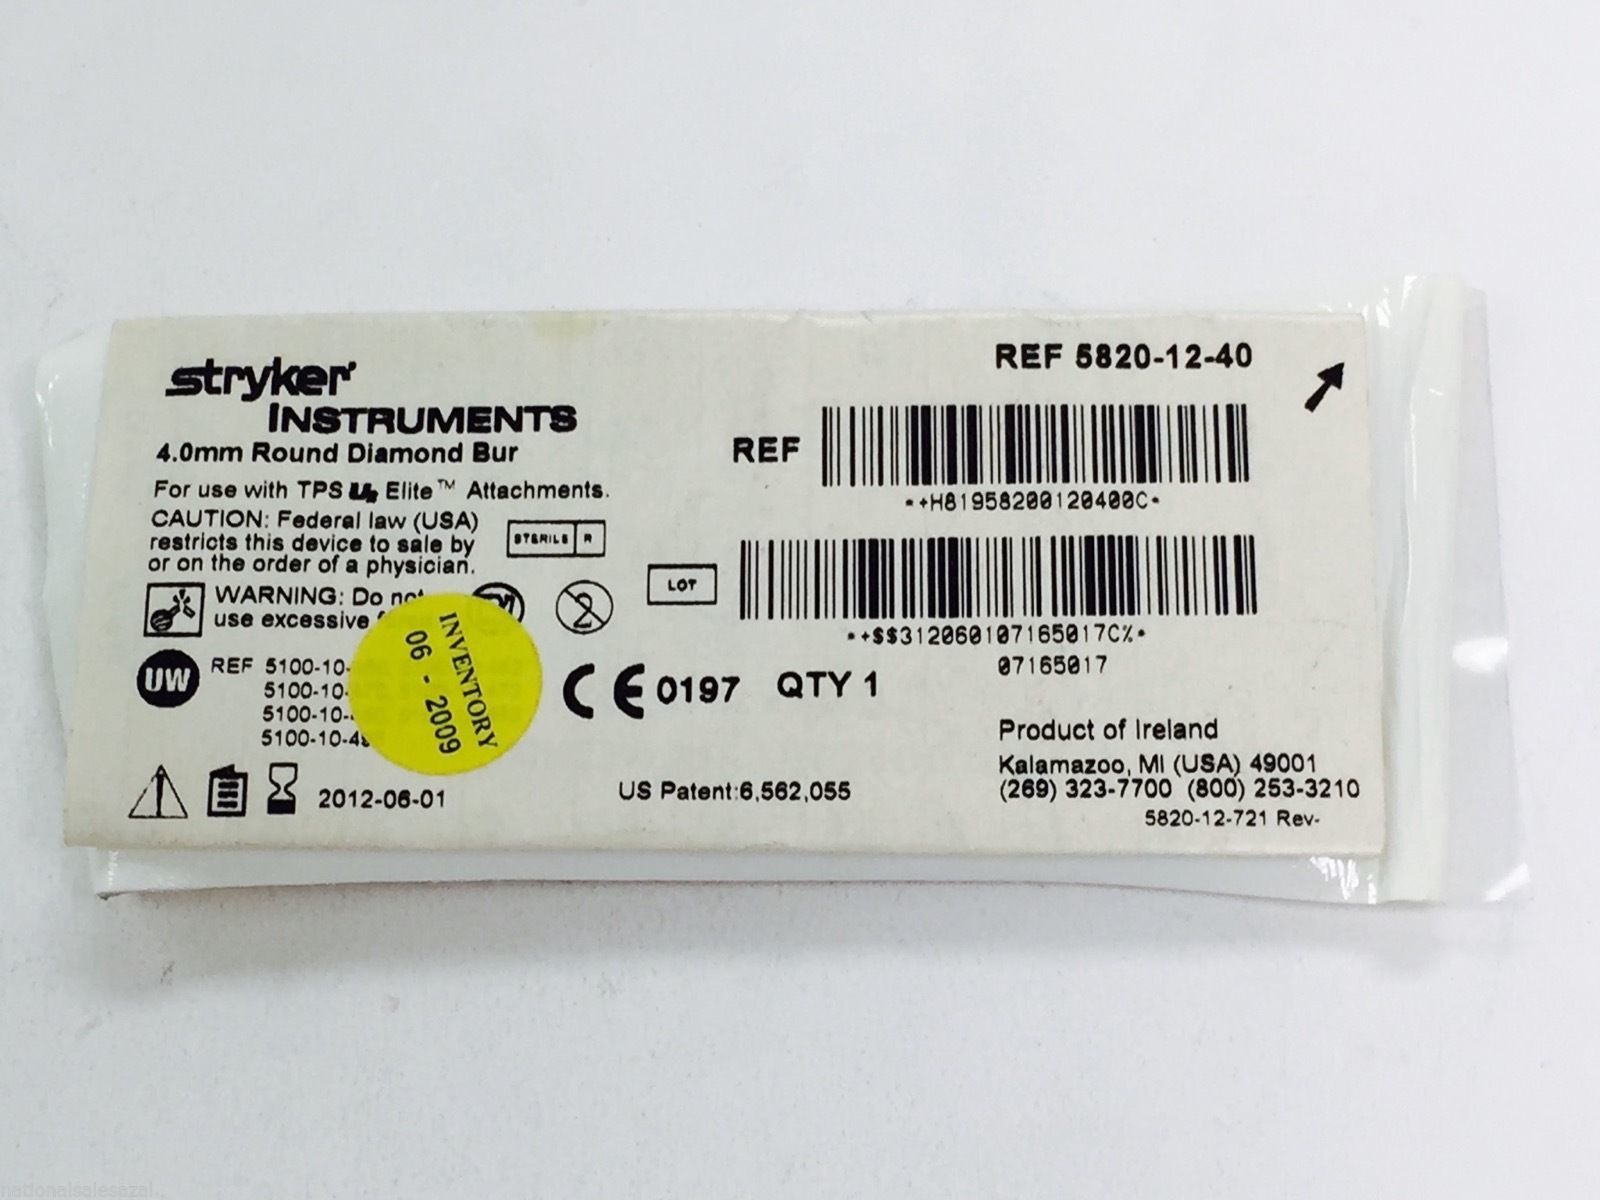 stryker
INSTRUMENTS
4.0mm Round Diamond Bur
For use with TPS Elite™ Attachments.
CAUTION: Federal law (USA)
restricts this device to sale by
or on the order of a physician.
STERILE R
WARNING: Do not
use excessive
2
UW
REF 5100-10-
5100-10-
5100-10-
5100-10-
INVENTORY
06 - 2009
2012-06-01
REF 5820-12-40
REF
*+H81958200120400C*
LOT
*+$$312060107165017C%*
07165017
CE 0197 QTY 1
US Patent:6,562,055
Product of Ireland
Kalamazoo, MI (USA) 49001
(269) 323-7700 (800) 253-3210
5820-12-721 Rev-
nationalsalesazal